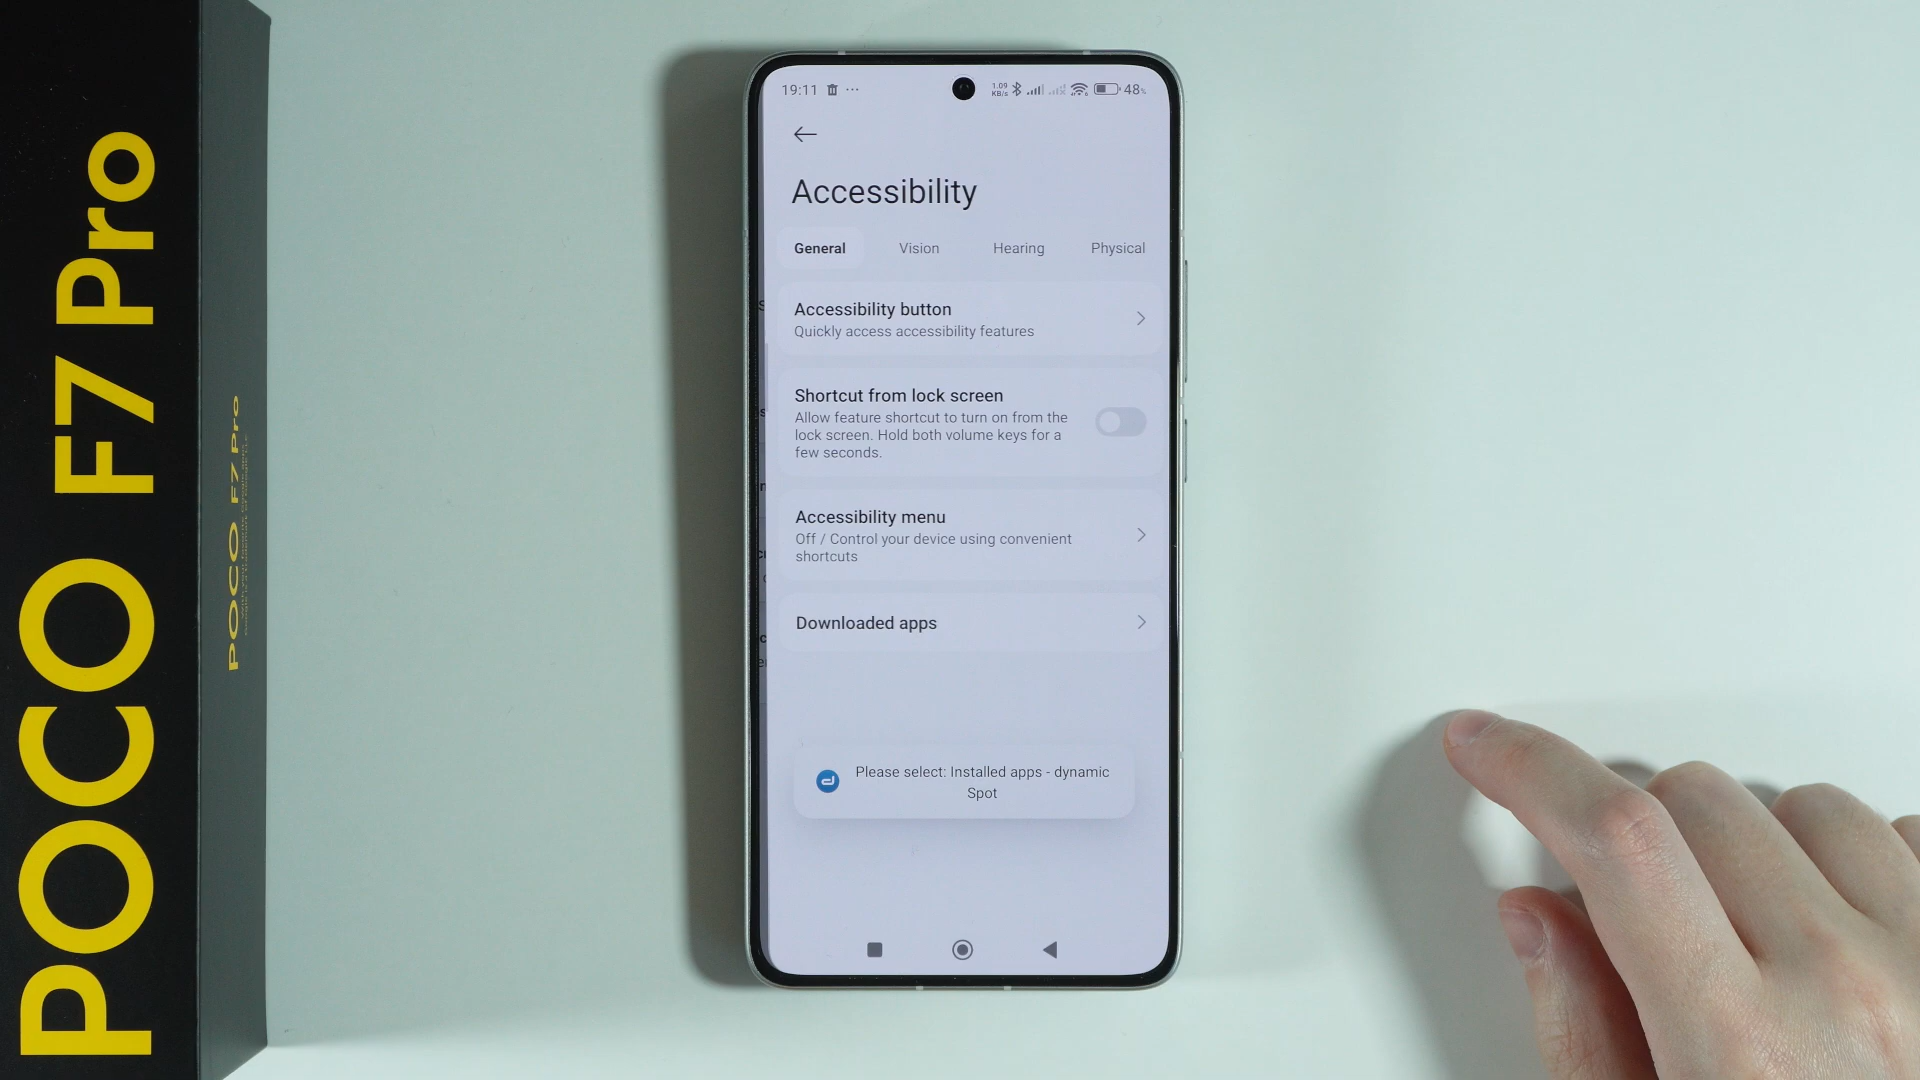 POCO F7 Pro
POCO F7 Pro
19:11
1.09
KB/s
48%
Accessibility
General
Vision
Hearing
Physical
Accessibility button
Quickly access accessibility features
Shortcut from lock screen
Allow feature shortcut to turn on from the
lock screen. Hold both volume keys for a
few seconds.
Accessibility menu
Off / Control your device using convenient
shortcuts
Downloaded apps
Please select: Installed apps - dynamic
Spot